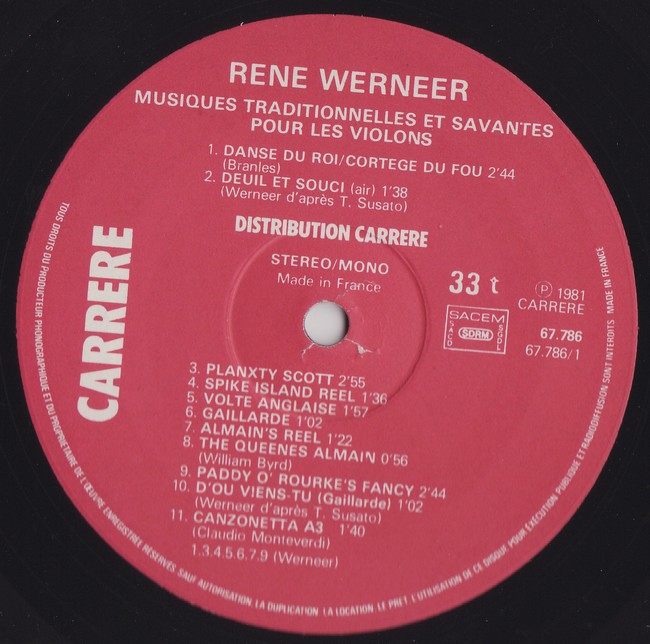 RENE WERNEER
MUSIQUES TRADITIONNELLES ET SAVANTES
POUR LES VIOLONS
1. DANSE DU ROI/CORTEGE DU FOU 2'44
(Branles)
2. DEUIL ET SOUCI (air) 1'38
(Werneer d'après T. Susato)
DISTRIBUTION CARRERE
STEREO/MONO
Made in France
33 t
℗ 1981
CARRERE
SACEM
SACD
SDRM
SGDL
67.786
67.786/1
CARRERE
3. PLANXTY SCOTT 2'55
4. SPIKE ISLAND REEL 1'36
5. VOLTE ANGLAISE 1'57
6. GAILLARDE 1'02
7. ALMAIN'S REEL 1'22
8. THE QUEENES ALMAIN 0'56
(William Byrd)
9. PADDY O' ROURKE'S FANCY 2'44
10. D'OU VIENS-TU (Gaillarde) 1'02
(Werneer d'après T. Susato)
11. CANZONETTA A3 1'40
(Claudio Monteverdi)
1.3.4.5.6.7.9 (Werneer)
TOUS DROITS DU PRODUCTEUR PHONOGRAPHIQUE ET DU PROPRIETAIRE DE L'ŒUVRE ENREGISTREE RESERVES. SAUF AUTORISATION, LA DUPLICATION, LA LOCATION, LE PRET, L'UTILISATION DE CE DISQUE POUR EXECUTION PUBLIQUE ET RADIODIFFUSION SONT INTERDITS MADE IN FRANCE